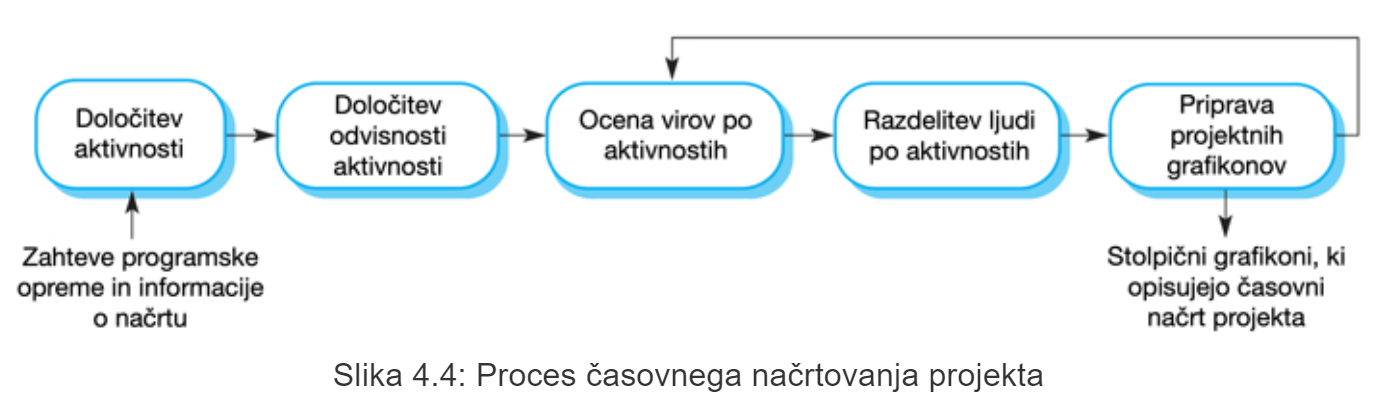 Določitev
aktivnosti
Določitev
odvisnosti
aktivnosti
Ocena virov po
aktivnostih
Razdelitev ljudi
po aktivnostih
Priprava
projektnih
grafikonov
Zahteve programske
opreme in informacije
o načrtu
Stolpični grafikoni, ki
opisujejo časovni
načrt projekta
Slika 4.4: Proces časovnega načrtovanja projekta